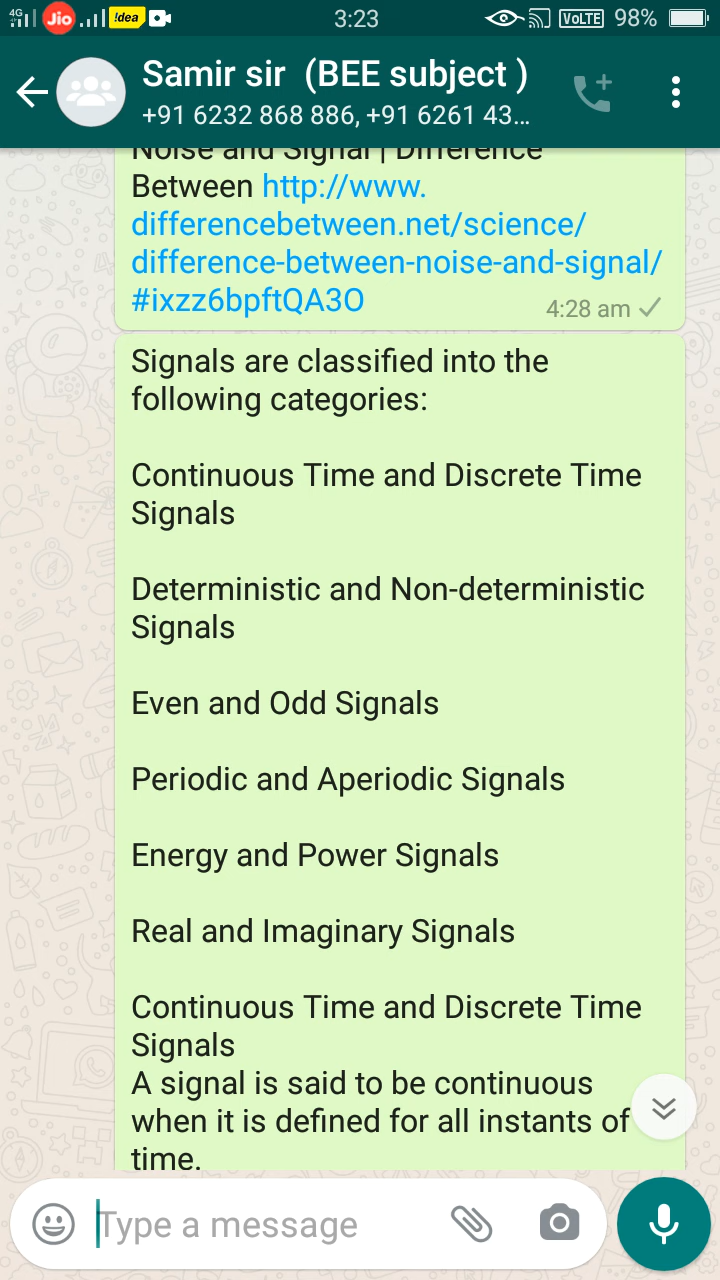 4G Jio !dea 3:23 VoLTE 98%
Samir sir (BEE subject )
+91 6232 868 886, +91 6261 43...
Noise and Signal | Difference
Between http://www.
differencebetween.net/science/
difference-between-noise-and-signal/
#ixzz6bpftQA3O
4:28 am
Signals are classified into the
following categories:
Continuous Time and Discrete Time
Signals
Deterministic and Non-deterministic
Signals
Even and Odd Signals
Periodic and Aperiodic Signals
Energy and Power Signals
Real and Imaginary Signals
Continuous Time and Discrete Time
Signals
A signal is said to be continuous
when it is defined for all instants of
time.
Type a message